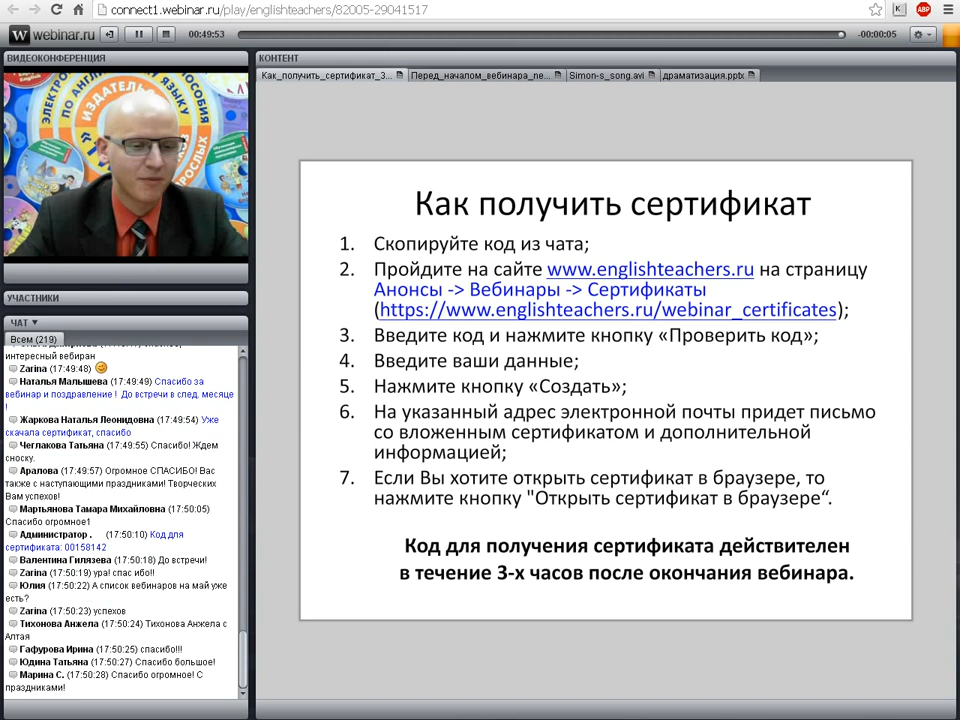 connect1.webinar.ru/play/englishteachers/82005-29041517
webinar.ru
00:49:53
-00:00:05
ВИДЕОКОНФЕРЕНЦИЯ
КОНТЕНТ
Как_получить_сертификат_3...
Перед_началом_вебинара_пе...
Simon-s_song.avi
драматизация.pptx
УЧАСТНИКИ
ЧАТ
Всем (219)
интересный вебиран
Zarina (17:49:48)
Наталья Малышева (17:49:49) Спасибо за
вебинар и поздравление ! До встречи в след. месяце
!
Жаркова Наталья Леонидовна (17:49:54) Уже
скачала сертификат, спасибо
Чеглакова Татьяна (17:49:55) Спасибо! Ждем
сноску.
Аралова (17:49:57) Огромное СПАСИБО! Вас
также с наступающими праздниками! Творческих
Вам успехов!
Мартьянова Тамара Михайловна (17:50:05)
Спасибо огромное1
Администратор . (17:50:10) Код для
сертификата: 00158142
Валентина Гилязева (17:50:18) До встречи!
Zarina (17:50:19) ура! спас ибо!!
Юлия (17:50:22) А список вебинаров на май уже
есть?
Zarina (17:50:23) успехов
Тихонова Анжела (17:50:24) Тихонова Анжела с
Алтая
Гафурова Ирина (17:50:25) спасибо!!!
Юдина Татьяна (17:50:27) Спасибо большое!
Марина С. (17:50:28) Спасибо огромное! С
праздниками!
Как получить сертификат
1. Скопируйте код из чата;
2. Пройдите на сайте www.englishteachers.ru на страницу
Анонсы -> Вебинары -> Сертификаты
(https://www.englishteachers.ru/webinar_certificates);
3. Введите код и нажмите кнопку «Проверить код»;
4. Введите ваши данные;
5. Нажмите кнопку «Создать»;
6. На указанный адрес электронной почты придет письмо
со вложенным сертификатом и дополнительной
информацией;
7. Если Вы хотите открыть сертификат в браузере, то
нажмите кнопку "Открыть сертификат в браузере“.
Код для получения сертификата действителен
в течение 3-х часов после окончания вебинара.